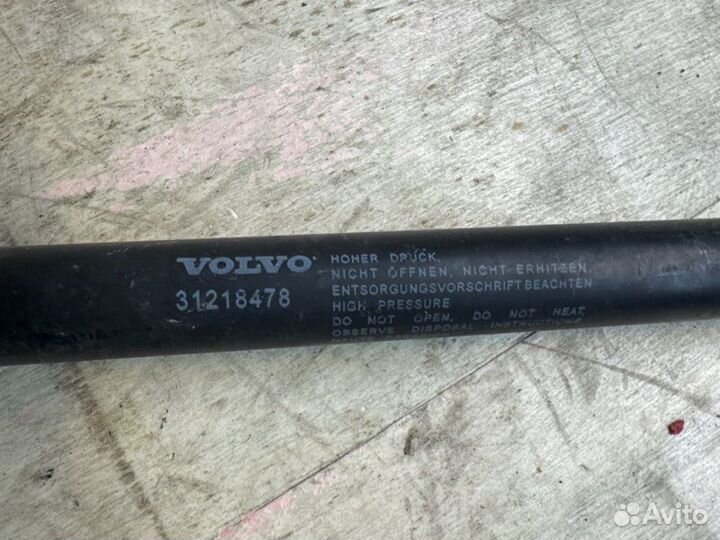 VOLVO
31218478
HOHER DRUCK,
NICHT ÖFFNEN, NICHT ERHITZEN,
ENTSORGUNGSVORSCHRIFT BEACHTEN
HIGH PRESSURE
DO NOT OPEN, DO NOT HEAT,
OBSERVE DISPOSAL INSTRUCTIONS
Avito